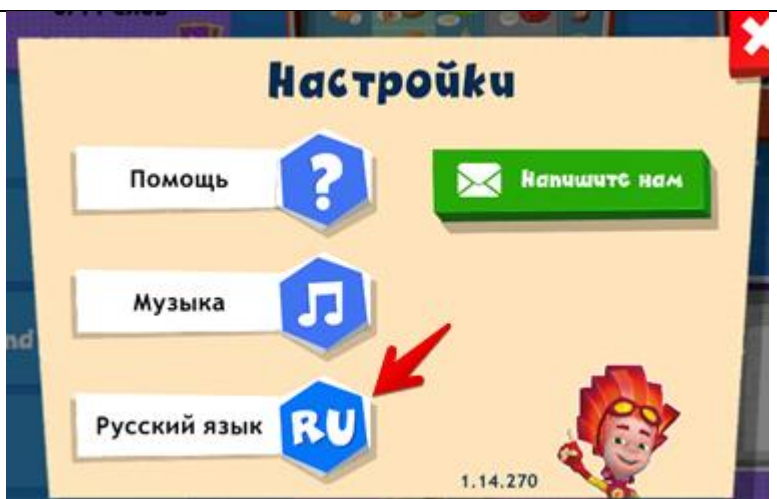 Настройки
Помощь
?
Напишите нам
Музыка
Русский язык
RU
1.14.270